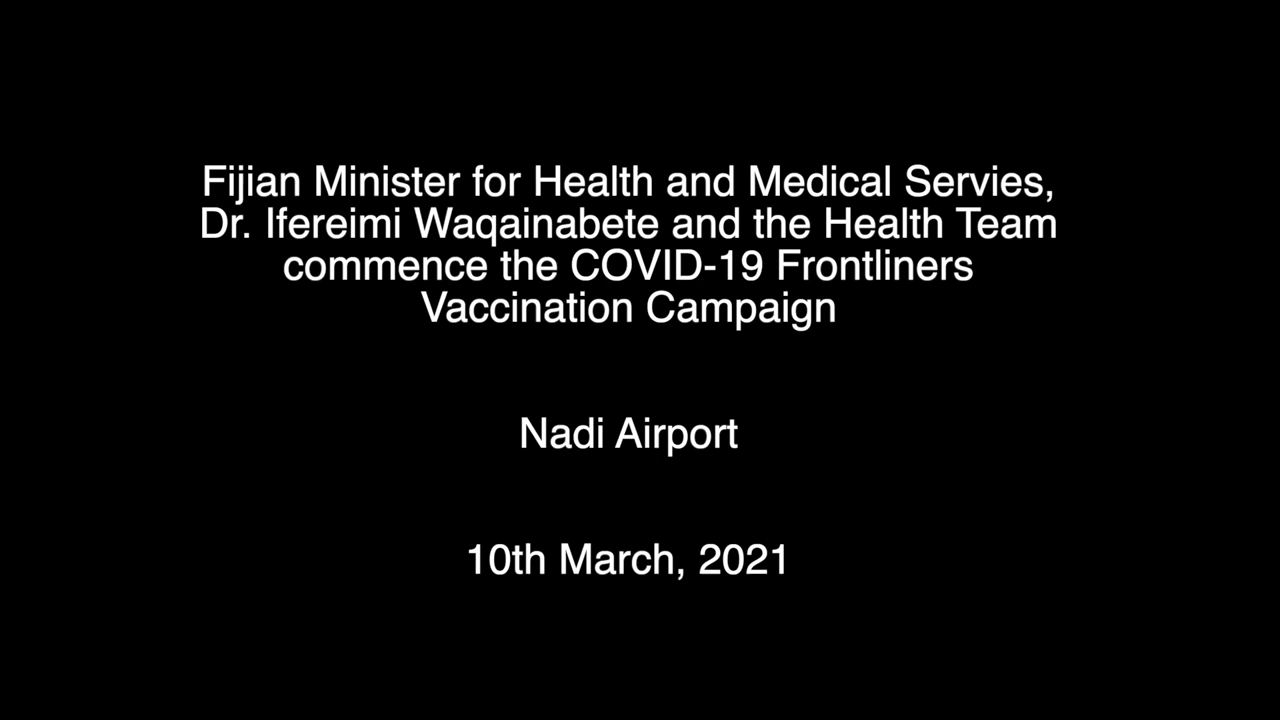 Fijian Minister for Health and Medical Servies,
Dr. Ifereimi Waqainabete and the Health Team
commence the COVID-19 Frontliners
Vaccination Campaign
Nadi Airport
10th March, 2021